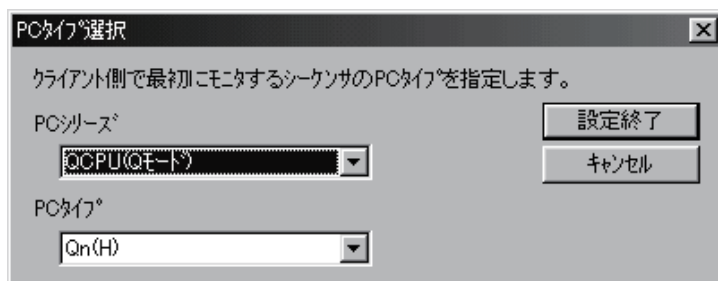 PCﾀｲﾌﾟ選択
ｸﾗｲｱﾝﾄ側で最初にﾓﾆﾀするｼｰｹﾝｻのPCﾀｲﾌﾟを指定します。
PCｼﾘｰｽﾞ
設定終了
QCPU(Qﾓｰﾄﾞ)
ｷｬﾝｾﾙ
PCﾀｲﾌﾟ
Qn(H)